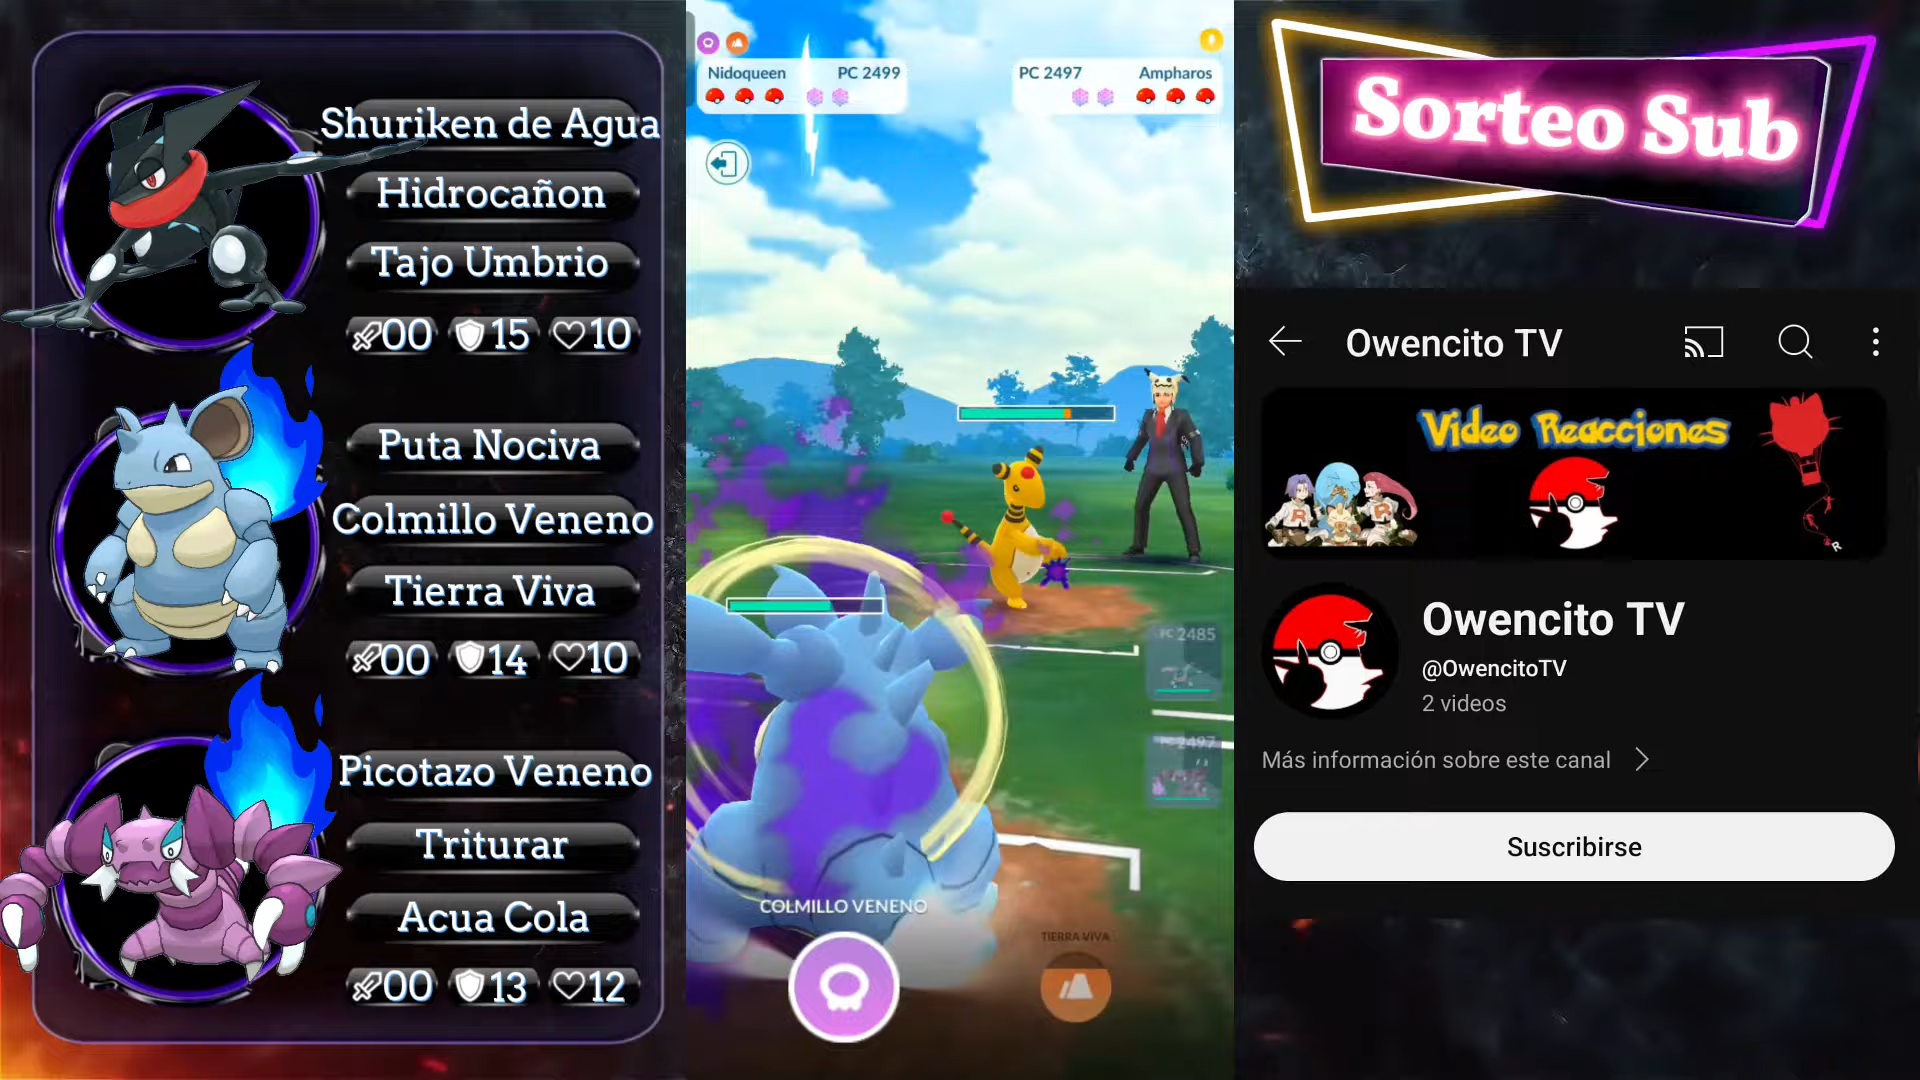 Shuriken de Agua
Hidrocañon
Tajo Umbrio
00 15 10
Puta Nociva
Colmillo Veneno
Tierra Viva
00 14 10
Picotazo Veneno
Triturar
Acua Cola
00 13 12
Nidoqueen PC 2499
PC 2497 Ampharos
PC 2485
PC 2497
COLMILLO VENENO
TIERRA VIVA
Sorteo Sub
Owencito TV
Video Reacciones
R R
R
Owencito TV
@OwencitoTV
2 videos
Más información sobre este canal
Suscribirse